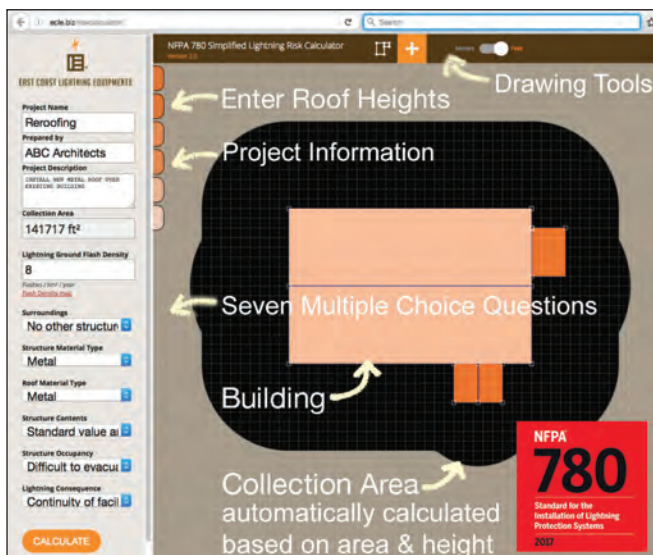 ecle.biz
Search
NFPA 780 Simplified Lightning Risk Calculator
Version 2.0
Feet
EAST COAST LIGHTNING EQUIPMENT
Project Name
Reroofing
Prepared by
ABC Architects
Project Description
INSTALL NEW METAL ROOF OVER
EXISTING BUILDING
Collection Area
141717 ft²
Lightning Ground Flash Density
8
Flashes / km² / year
Flash Density map
Surroundings
No other structur
Structure Material Type
Metal
Roof Material Type
Metal
Structure Contents
Standard value a
Structure Occupancy
Difficult to evacua
Lightning Consequence
Continuity of facil
CALCULATE
Drawing Tools
Enter Roof Heights
Project Information
Seven Multiple Choice Questions
Building
Collection Area
automatically calculated
based on area & height
NFPA
780
Standard for the
Installation of Lightning
Protection Systems
2017